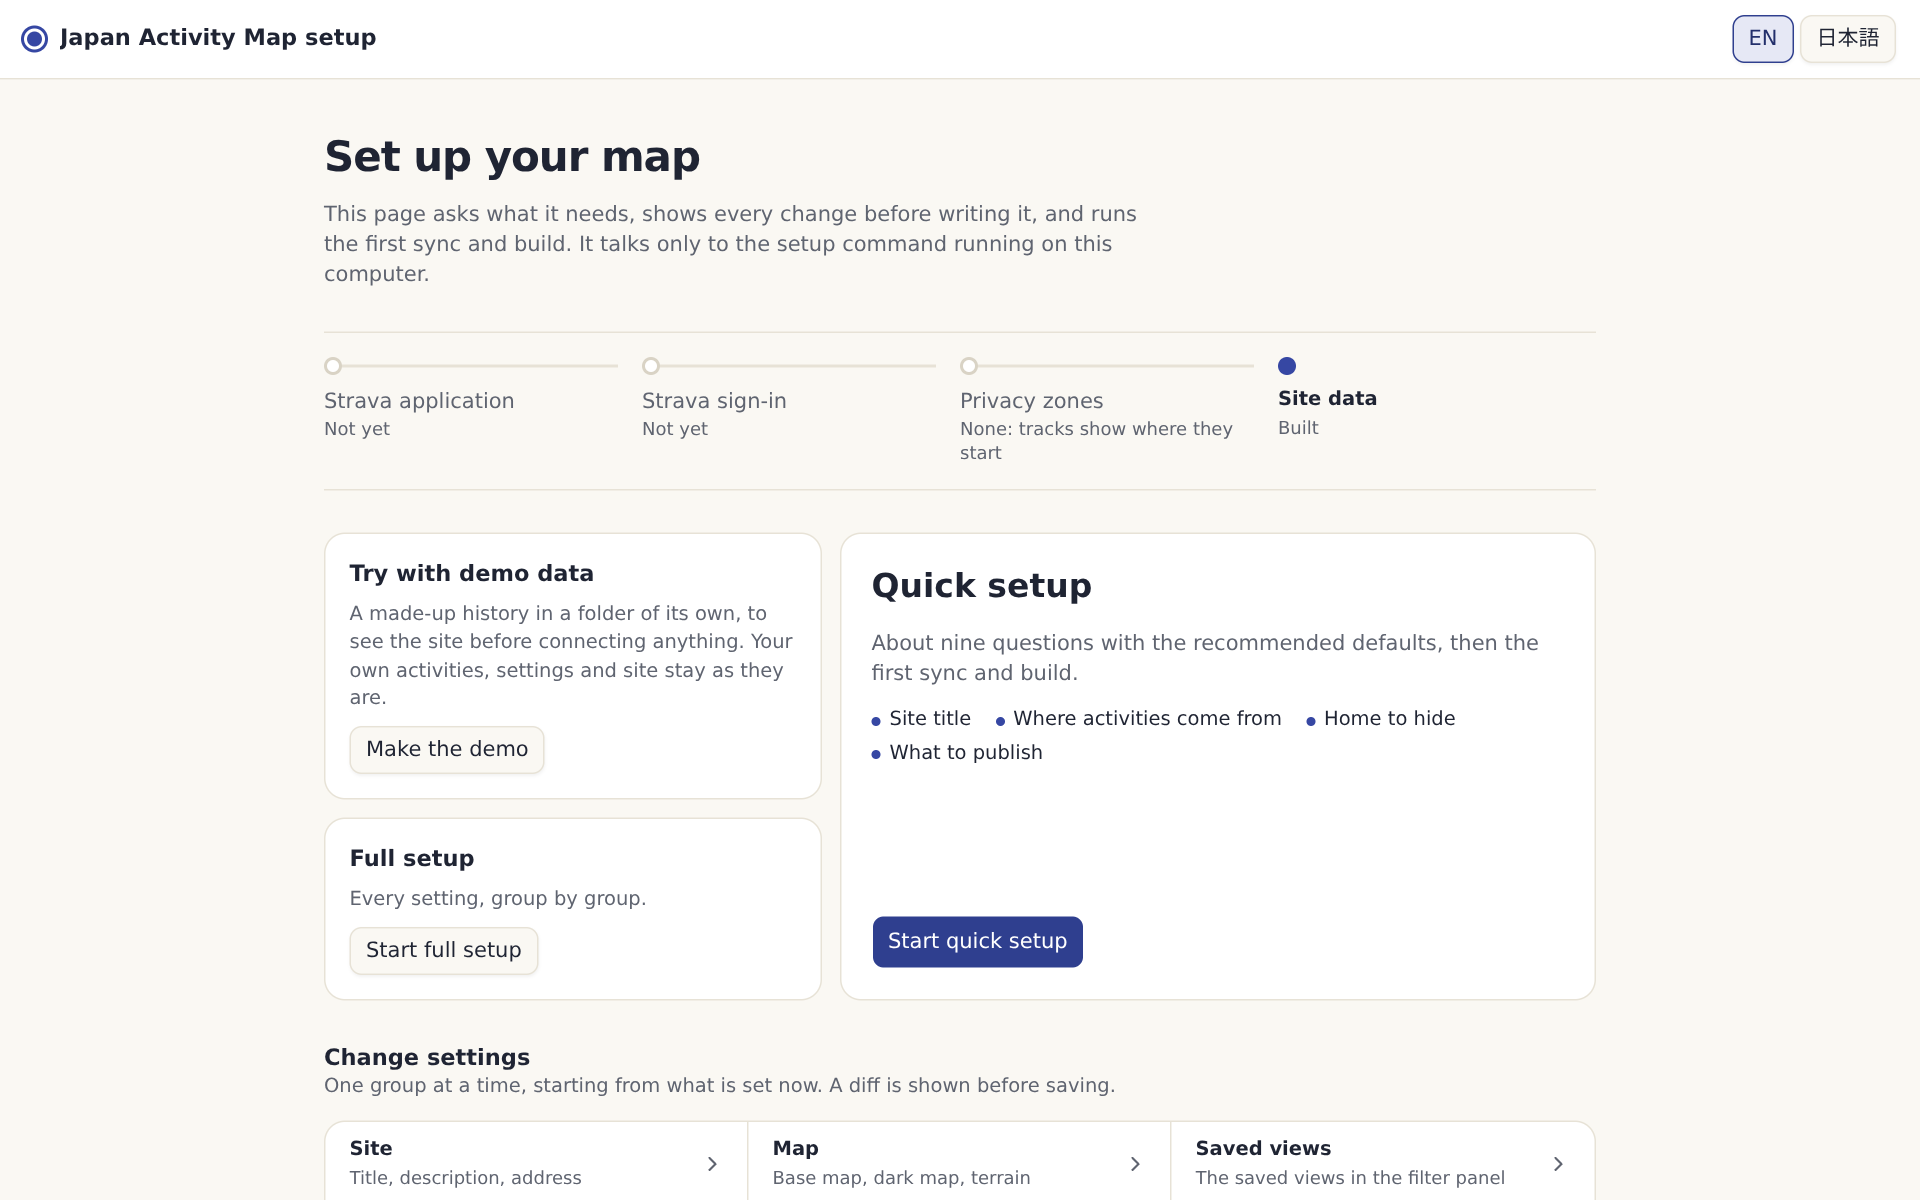 Japan Activity Map setup
EN
日本語
Set up your map
This page asks what it needs, shows every change before writing it, and runs
the first sync and build. It talks only to the setup command running on this
computer.
Strava application
Not yet
Strava sign-in
Not yet
Privacy zones
None: tracks show where they
start
Site data
Built
Try with demo data
A made-up history in a folder of its own, to
see the site before connecting anything. Your
own activities, settings and site stay as they
are.
Make the demo
Full setup
Every setting, group by group.
Start full setup
Quick setup
About nine questions with the recommended defaults, then the
first sync and build.
Site title
Where activities come from
Home to hide
What to publish
Start quick setup
Change settings
One group at a time, starting from what is set now. A diff is shown before saving.
Site
Title, description, address
Map
Base map, dark map, terrain
Saved views
The saved views in the filter panel